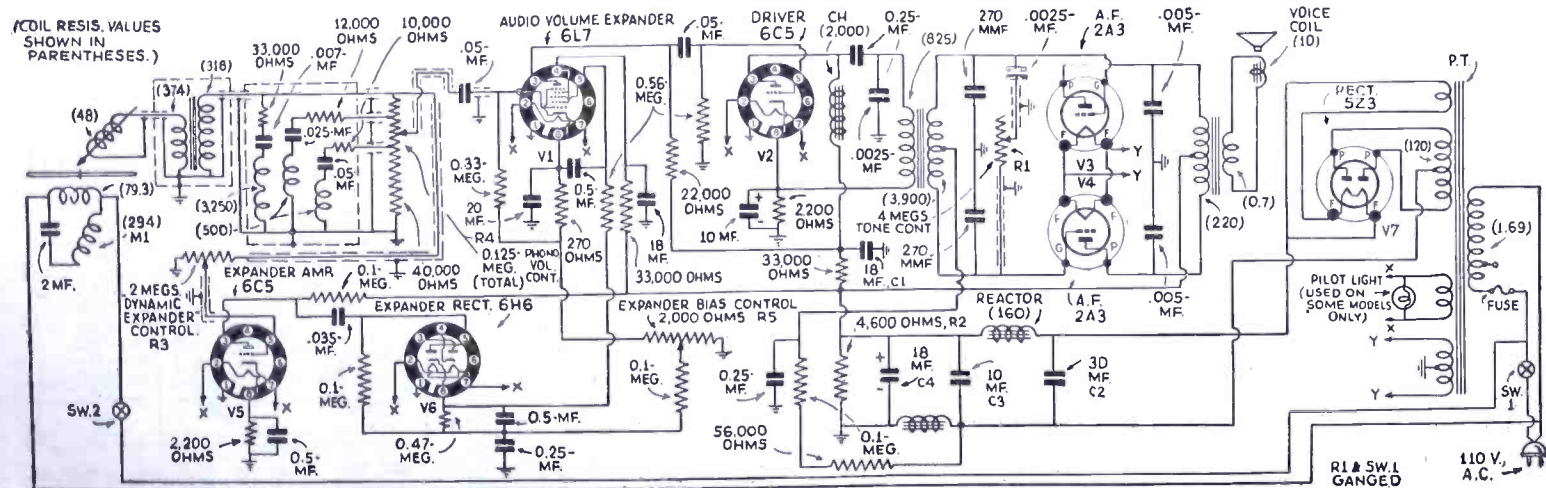 (COIL RESIS. VALUES
SHOWN IN
PARENTHESES.)
33,000
OHMS
.007-
MF.
12,000
OHMS
10,000
OHMS
AUDIO VOLUME EXPANDER
6L7
.05-
MF.
.05-
MF.
DRIVER
6C5
CH
(2,000)
0.25-
MF.
(825)
270
MMF
.0025-
MF.
A.F.
2A3
.005-
MF.
VOICE
COIL
(10)
P.T.
RECT.
5Z3
(48)
(374)
(318)
.025-MF.
.05
MF.
(3,250)
(500)
(79.3)
(294)
M1
2 MF.
0.56-
MEG.
0.33-
MEG.
V1
0.5-
MF.
20
MF.
270
OHMS
18
MF.
22,000
OHMS
V2
10 MF.
2,200
OHMS
.0025-
MF
(3,900)
4 MEGS.
TONE CONT
R1
270-
MMF
V3
V4
Y
Y
(220)
(0.7)
(120)
V7
(1.69)
R4
0.125-
MEG.
(TOTAL)
PHONO
VOL.
CONT.
33,000 OHMS
33,000
OHMS
18
MF. C1
.005-
MF.
A.F.
2A3
PILOT LIGHT
(USED ON
SOME MODELS
ONLY)
FUSE
.2 MEGS.
DYNAMIC
EXPANDER
CONTROL.
R3
EXPANDER AMP.
6C5
0.1-
MEG.
40,000
OHMS
EXPANDER RECT. 6H6
EXPANDER BIAS CONTROL
2,000 OHMS R5
REACTOR
(160)
4,600 OHMS, R2
.035-
MF.
0.1-
MEG.
V5
V6
0.1-
MEG.
0.25-
MF.
18
MF.
C4
10
MF.
C3
30
MF.
C2
SW.2
2,200
OHMS
0.5-
MF.
0.47-
MEG.
0.5-MF.
0.25-
MF.
56,000
OHMS
0.1-
MEG.
SW.
1
R1 & SW.1
GANGED
110 V.,
A.C.